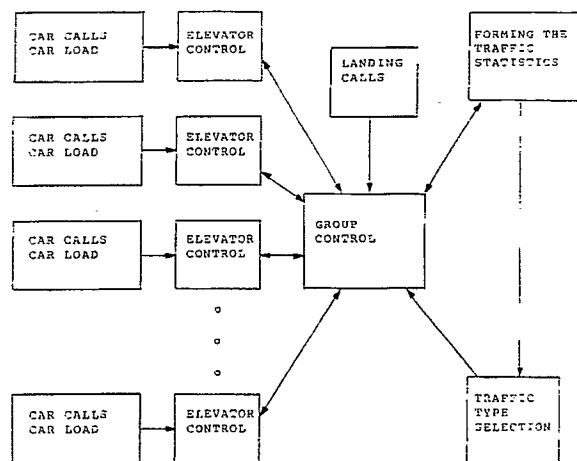 CAR CALLS
CAR LOAD
ELEVATOR
CONTROL
LANDING
CALLS
FORMING THE
TRAFFIC
STATISTICS
CAR CALLS
CAR LOAD
ELEVATOR
CONTROL
CAR CALLS
CAR LOAD
ELEVATOR
CONTROL
GROUP
CONTROL
CAR CALLS
CAR LOAD
ELEVATOR
CONTROL
TRAFFIC
TYPE
SELECTION